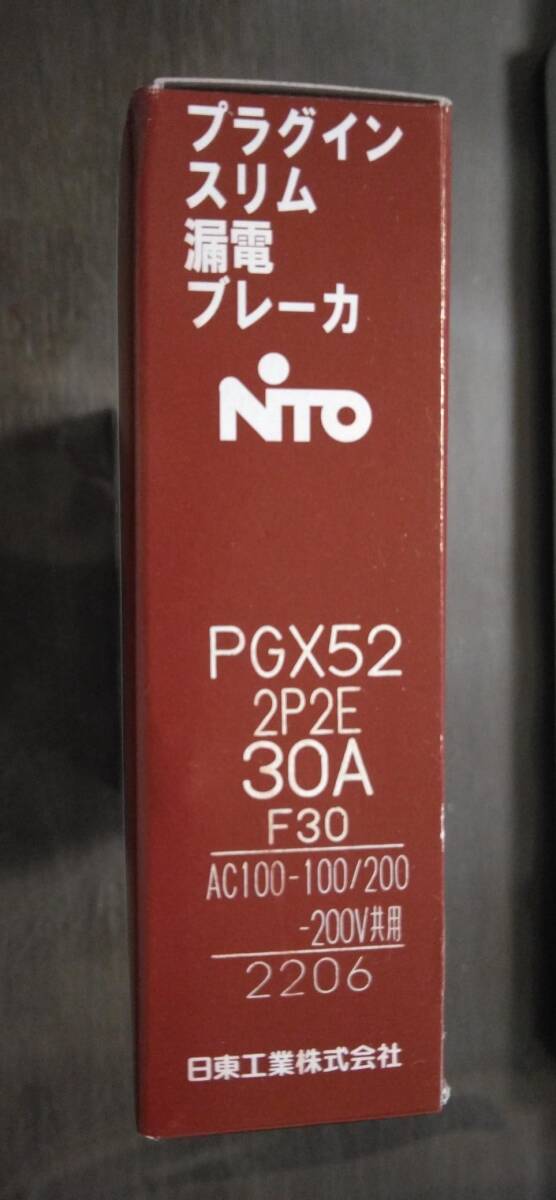 プラグイン
スリム
漏電
ブレーカ
NITO
PGX52
2P2E
30A
F30
AC100-100/200
-200V共用
2206
日東工業株式会社